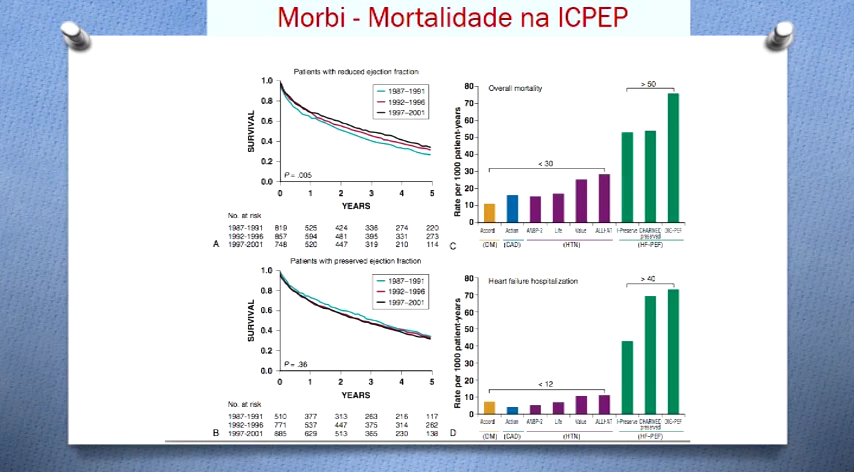 Morbi - Mortalidade na ICPEP
Patients with reduced ejection fraction
1.0
0.8
0.6
0.4
0.2
0.0
SURVIVAL
1987–1991
1992–1996
1997–2001
P = .005
0 1 2 3 4 5
YEARS
No. at risk
1987-1991 819 525 424 336 274 220
1992-1996 857 594 481 395 331 273
1997-2001 748 520 447 319 210 114
A
Overall mortality
80
70
60
50
40
30
20
10
0
Rate per 1000 patient-years
< 30
> 50
Accord Action ANBP-2 Life Value ALLHAT I-Preserve CHARMED preserved DIG-PEF
(DM) (CAD) (HTN) (HF-PEF)
C
Patients with preserved ejection fraction
1.0
0.8
0.6
0.4
0.2
0.0
SURVIVAL
1987–1991
1992–1996
1997–2001
P = .36
0 1 2 3 4 5
YEARS
No. at risk
1987-1991 510 377 313 263 216 117
1992-1996 771 537 447 375 314 262
1997-2001 885 629 513 365 230 138
B
Heart failure hospitalization
80
70
60
50
40
30
20
10
0
Rate per 1000 patient-years
< 12
> 40
Accord Action ANBP-2 Life Value ALLHAT I-Preserve CHARMED preserved DIG-PEF
(DM) (CAD) (HTN) (HF-PEF)
D